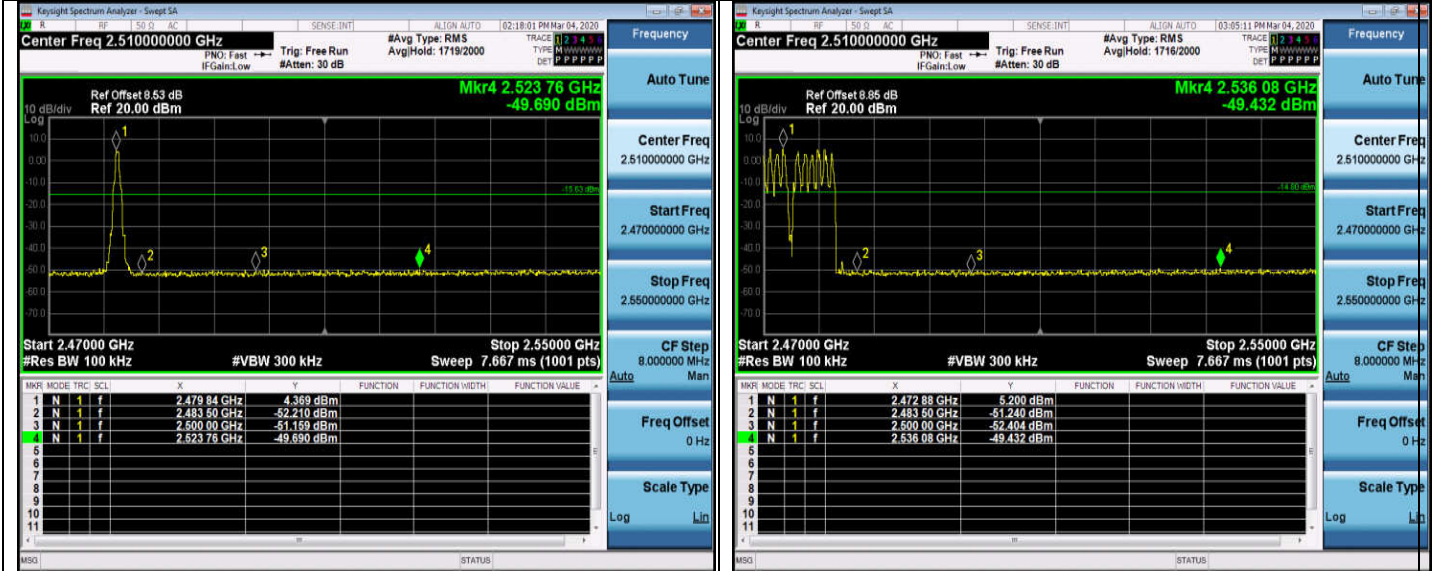 Keysight Spectrum Analyzer - Swept SA
R RF 50 Ω AC SENSE:INT ALIGN AUTO 02:18:01 PM Mar 04, 2020
Center Freq 2.510000000 GHz
PNO: Fast
IFGain:Low
Trig: Free Run
#Atten: 30 dB
#Avg Type: RMS
Avg|Hold: 1719/2000
TRACE 1 2 3 4 5 6
TYPE M WWWWW
DET P P P P P P
Ref Offset 8.53 dB
10 dB/div Ref 20.00 dBm
Log
Mkr4 2.523 76 GHz
-49.690 dBm
10.0
0.00
-10.0
-20.0
-30.0
-40.0
-50.0
-60.0
-70.0
1
2
3
4
-15.63 dBm
Start 2.47000 GHz Stop 2.55000 GHz
#Res BW 100 kHz #VBW 300 kHz Sweep 7.667 ms (1001 pts)
MKR MODE TRC SCL X Y FUNCTION FUNCTION WIDTH FUNCTION VALUE
1 N 1 f 2.479 84 GHz 4.369 dBm
2 N 1 f 2.483 50 GHz -52.210 dBm
3 N 1 f 2.500 00 GHz -51.159 dBm
4 N 1 f 2.523 76 GHz -49.690 dBm
5
6
7
8
9
10
11
MSG STATUS
Frequency
Auto Tune
Center Freq
2.510000000 GHz
Start Freq
2.470000000 GHz
Stop Freq
2.550000000 GHz
CF Step
8.000000 MHz
Auto Man
Freq Offset
0 Hz
Scale Type
Log Lin
Keysight Spectrum Analyzer - Swept SA
R RF 50 Ω AC SENSE:INT ALIGN AUTO 03:05:11 PM Mar 04, 2020
Center Freq 2.510000000 GHz
PNO: Fast
IFGain:Low
Trig: Free Run
#Atten: 30 dB
#Avg Type: RMS
Avg|Hold: 1716/2000
TRACE 1 2 3 4 5 6
TYPE M WWWWW
DET P P P P P P
Ref Offset 8.85 dB
10 dB/div Ref 20.00 dBm
Log
Mkr4 2.536 08 GHz
-49.432 dBm
10.0
0.00
-10.0
-20.0
-30.0
-40.0
-50.0
-60.0
-70.0
1
2
3
4
-14.80 dBm
Start 2.47000 GHz Stop 2.55000 GHz
#Res BW 100 kHz #VBW 300 kHz Sweep 7.667 ms (1001 pts)
MKR MODE TRC SCL X Y FUNCTION FUNCTION WIDTH FUNCTION VALUE
1 N 1 f 2.472 88 GHz 5.200 dBm
2 N 1 f 2.483 50 GHz -51.240 dBm
3 N 1 f 2.500 00 GHz -52.404 dBm
4 N 1 f 2.536 08 GHz -49.432 dBm
5
6
7
8
9
10
11
MSG STATUS
Frequency
Auto Tune
Center Freq
2.510000000 GHz
Start Freq
2.470000000 GHz
Stop Freq
2.550000000 GHz
CF Step
8.000000 MHz
Auto Man
Freq Offset
0 Hz
Scale Type
Log Lin